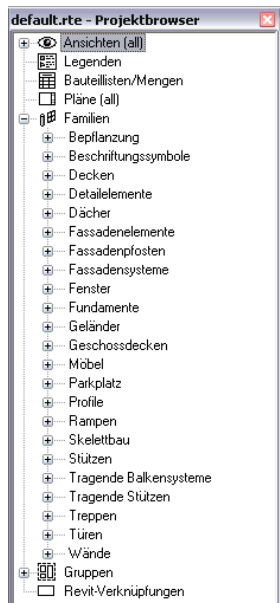 default.rte - Projektbrowser
Ansichten (all)
Legenden
Bauteillisten/Mengen
Pläne (all)
Familien
Bepflanzung
Beschriftungssymbole
Decken
Detailelemente
Dächer
Fassadenelemente
Fassadenpfosten
Fassadensysteme
Fenster
Fundamente
Geländer
Geschossdecken
Möbel
Parkplatz
Profile
Rampen
Skelettbau
Stützen
Tragende Balkensysteme
Tragende Stützen
Treppen
Türen
Wände
Gruppen
Revit-Verknüpfungen